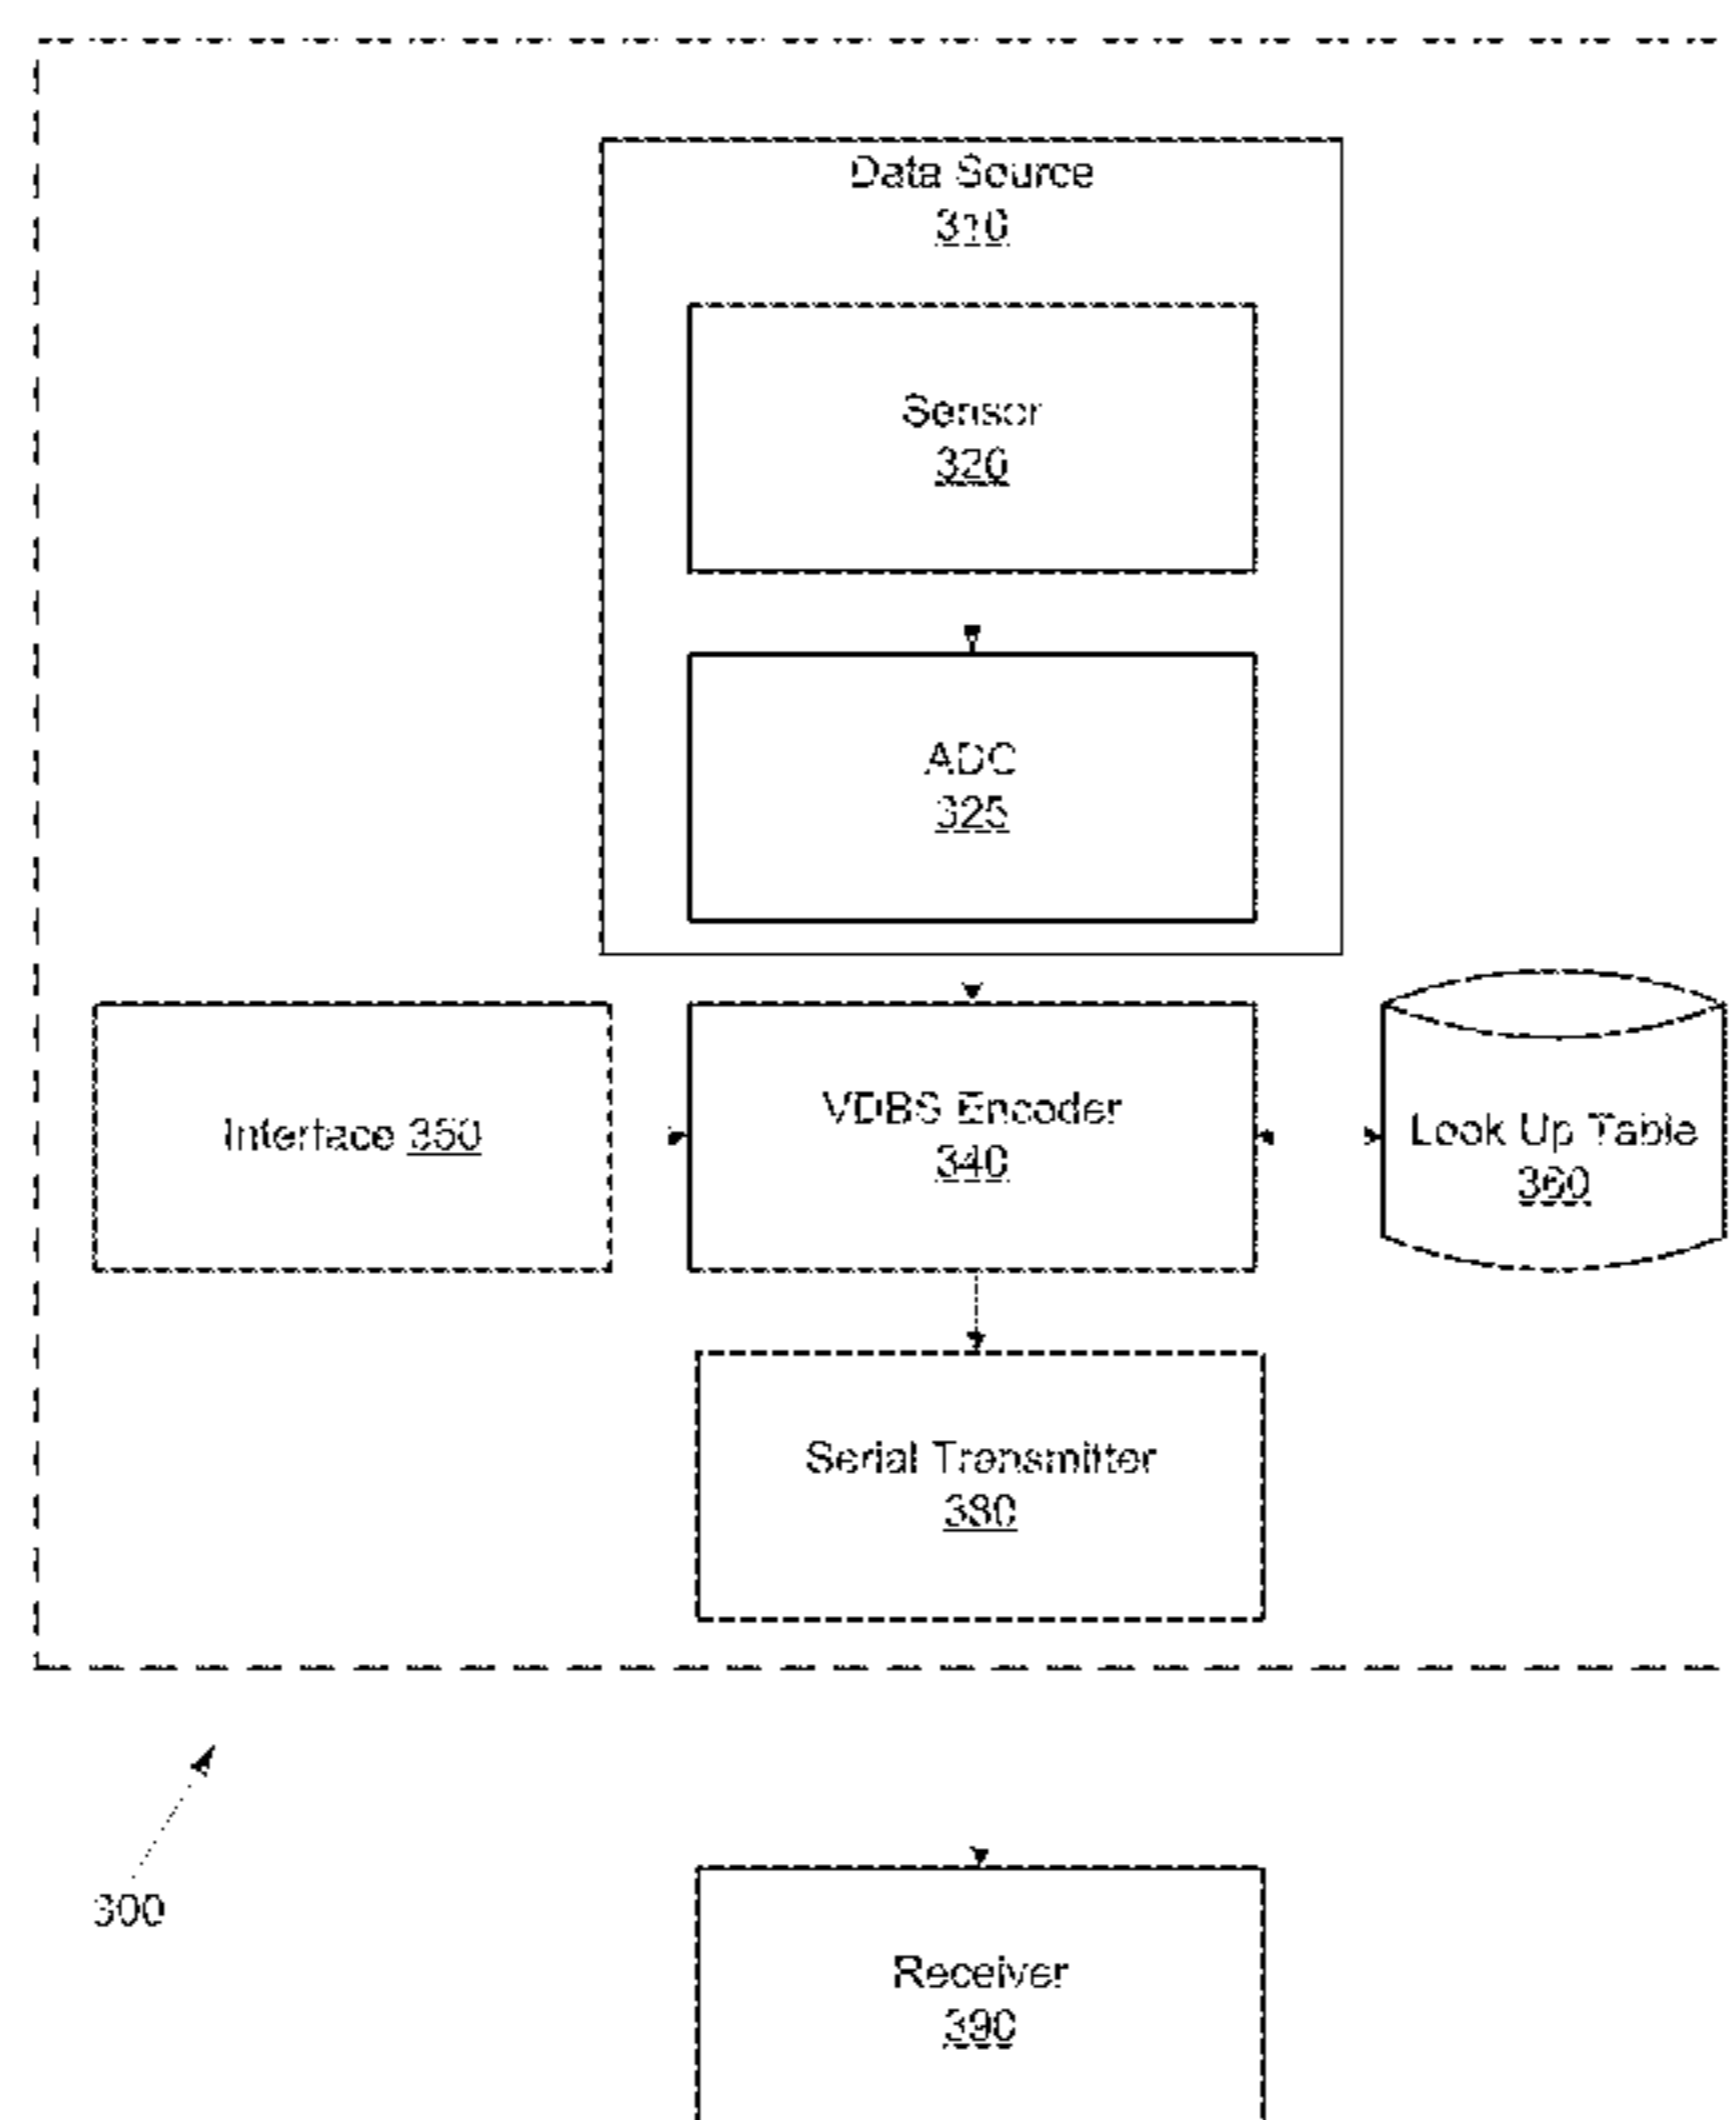 Data Source
310
Sensor
320
ADC
325
Interface 350
VDBS Encoder
340
Look Up Table
360
Serial Transmitter
380
300
Receiver
390